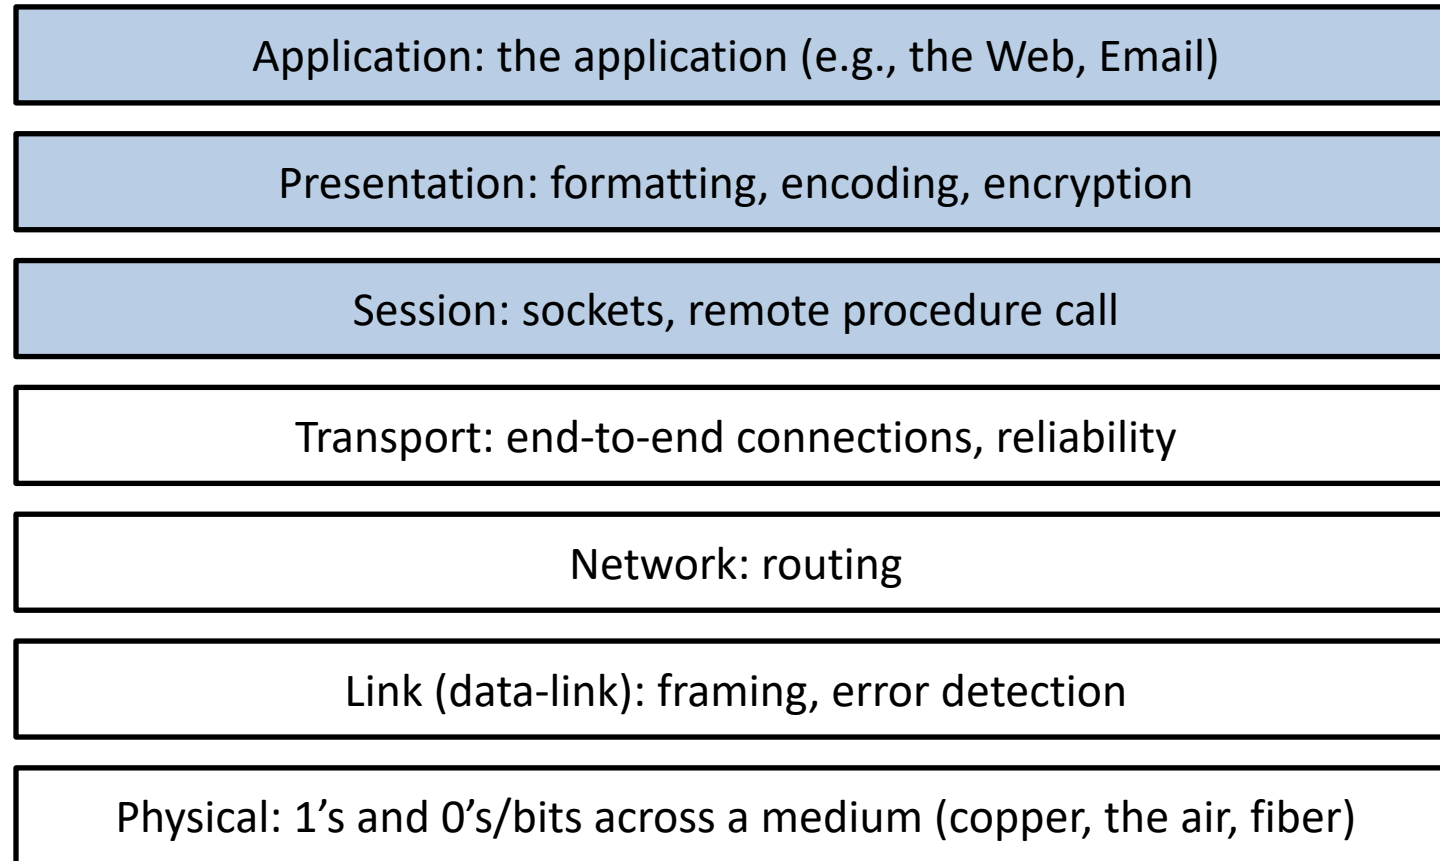 Application: the application (e.g., the Web, Email)
Presentation: formatting, encoding, encryption
Session: sockets, remote procedure call
Transport: end-to-end connections, reliability
Network: routing
Link (data-link): framing, error detection
Physical: 1’s and 0’s/bits across a medium (copper, the air, fiber)